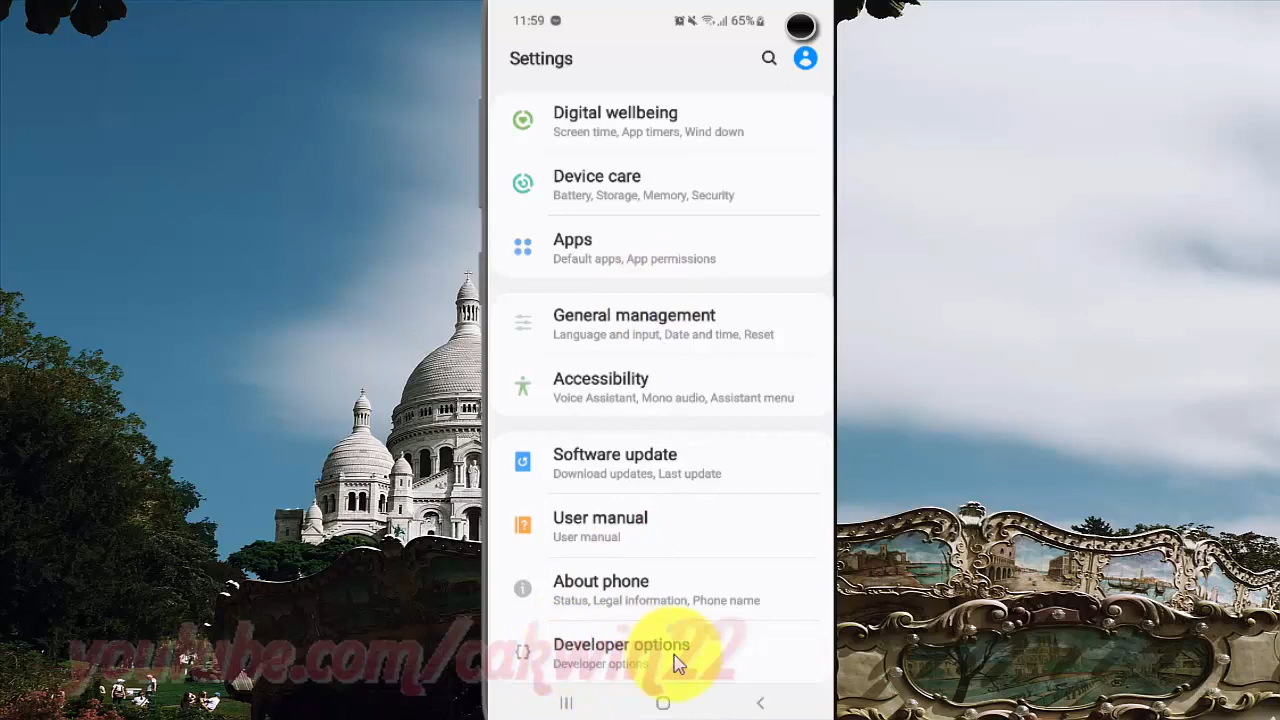 11:59
65%
Settings
Digital wellbeing
Screen time, App timers, Wind down
Device care
Battery, Storage, Memory, Security
Apps
Default apps, App permissions
General management
Language and input, Date and time, Reset
Accessibility
Voice Assistant, Mono audio, Assistant menu
Software update
Download updates, Last update
User manual
User manual
About phone
Status, Legal information, Phone name
Developer options
Developer options
youtube.com/cakwin22